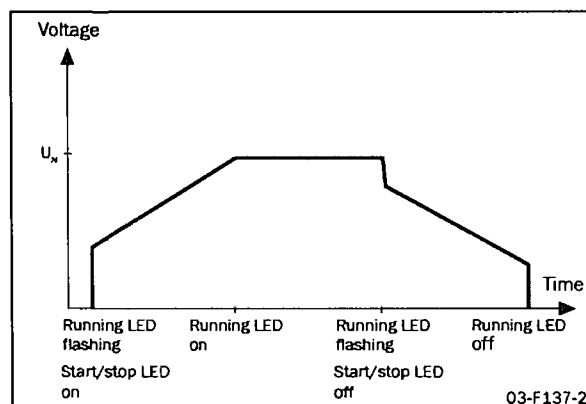 Voltage
U_N
Time
Running LED flashing
Start/stop LED on
Running LED on
Running LED flashing
Start/stop LED off
Running LED off
03-F137-2